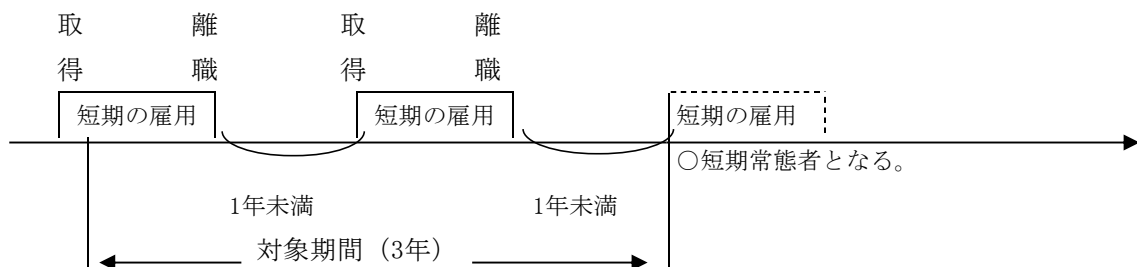 取得
離職
取得
離職
短期の雇用
短期の雇用
短期の雇用
○短期常態者となる。
1年未満
1年未満
対象期間（3年）